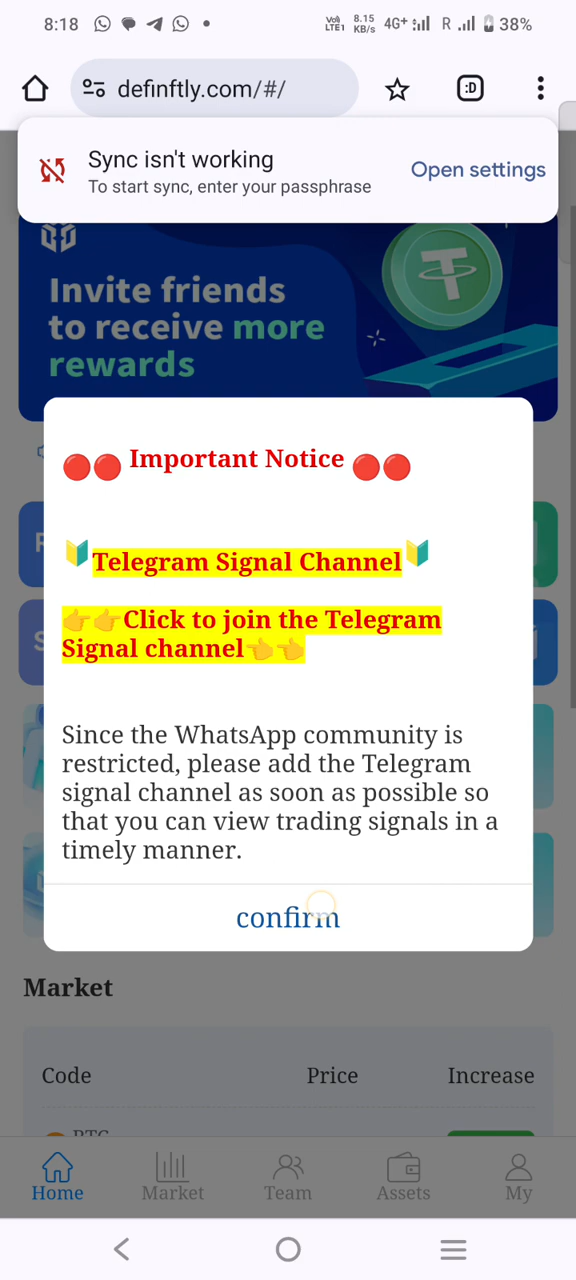 8:18
Vo)) LTE1 8.15 KB/s 4G+ R 38%
definftly.com/#/
:D
Sync isn't working
To start sync, enter your passphrase
Open settings
Invite friends
to receive more
rewards
🔴🔴 Important Notice 🔴🔴
🔰Telegram Signal Channel🔰
👉👉Click to join the Telegram
Signal channel👈👈
Since the WhatsApp community is
restricted, please add the Telegram
signal channel as soon as possible so
that you can view trading signals in a
timely manner.
confirm
Market
Code Price Increase
BTC
Home Market Team Assets My